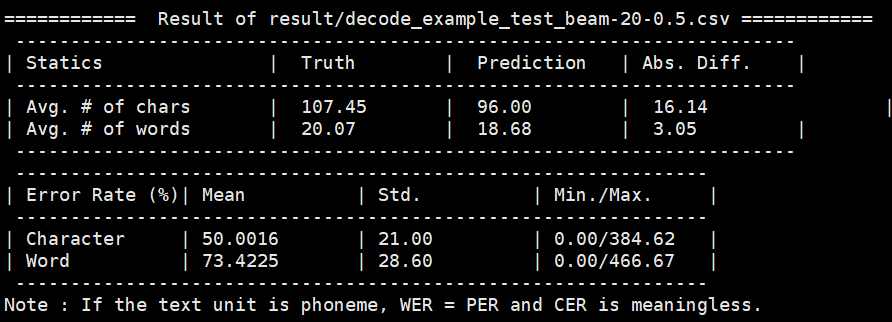 ============ Result of result/decode_example_test_beam-20-0.5.csv ============
-----------------------------------------------------------------------
| Statics | Truth | Prediction | Abs. Diff. |
-----------------------------------------------------------------------
| Avg. # of chars | 107.45 | 96.00 | 16.14 |
| Avg. # of words | 20.07 | 18.68 | 3.05 |
-----------------------------------------------------------------------
---------------------------------------------------------------
| Error Rate (%)| Mean | Std. | Min./Max. |
---------------------------------------------------------------
| Character | 50.0016 | 21.00 | 0.00/384.62 |
| Word | 73.4225 | 28.60 | 0.00/466.67 |
---------------------------------------------------------------
Note : If the text unit is phoneme, WER = PER and CER is meaningless.